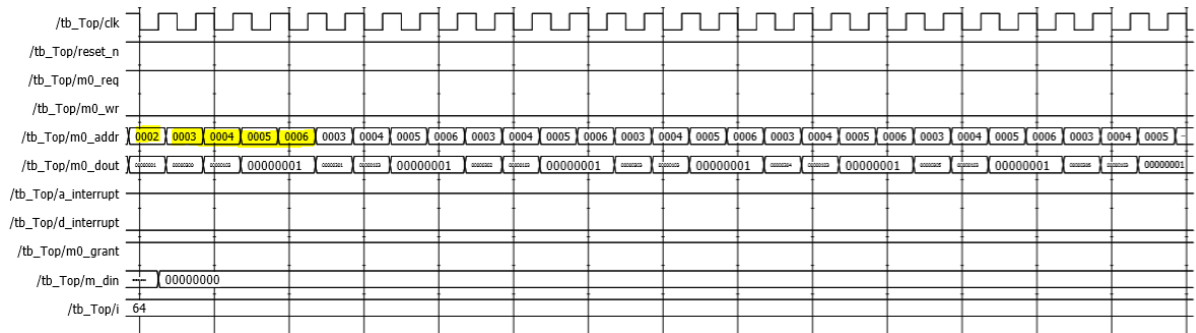 /tb_Top/clk
/tb_Top/reset_n
/tb_Top/m0_req
/tb_Top/m0_wr
/tb_Top/m0_addr 0002 0003 0004 0005 0006 0003 0004 0005 0006 0003 0004 0005 0006 0003 0004 0005 0006 0003 0004 0005 0006 0003 0004 0005 0006 0003 0004 0005
/tb_Top/m0_dout 00000001 00000001 00000001 00000001 00000001 00000001 00000001
/tb_Top/a_interrupt
/tb_Top/d_interrupt
/tb_Top/m0_grant
/tb_Top/m_din 00000000
/tb_Top/i 64